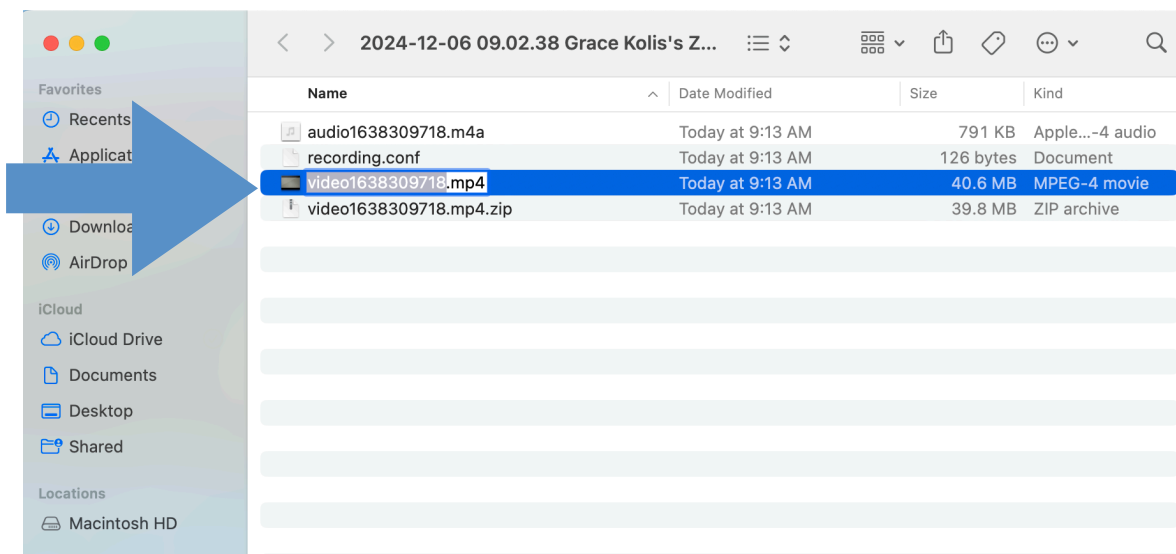 2024-12-06 09.02.38 Grace Kolis's Z...
Favorites
Recents
Applicat
Downloa
AirDrop
iCloud
iCloud Drive
Documents
Desktop
Shared
Locations
Macintosh HD
Name Date Modified Size Kind
audio1638309718.m4a Today at 9:13 AM 791 KB Apple...-4 audio
recording.conf Today at 9:13 AM 126 bytes Document
video1638309718.mp4 Today at 9:13 AM 40.6 MB MPEG-4 movie
video1638309718.mp4.zip Today at 9:13 AM 39.8 MB ZIP archive